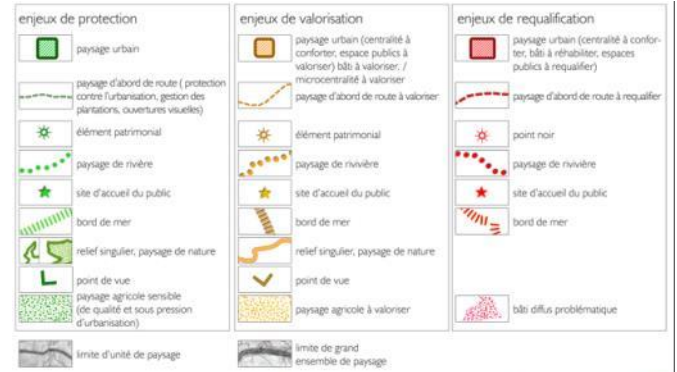 enjeux de protection
paysage urbain
paysage d'abord de route ( protection
contre l'urbanisation, gestion des
plantations, ouvertures visuelles)
élément patrimonial
paysage de rivière
site d'accueil du public
bord de mer
relief singulier, paysage de nature
point de vue
paysage agricole sensible
(de qualité et sous pression
d'urbanisation)
limite d'unité de paysage
enjeux de valorisation
paysage urbain (centralité à
conforter, espace publics à
valoriser) bâti à valoriser. /
microcentralité à valoriser
paysage d'abord de route à valoriser
élément patrimonial
paysage de rivivière
site d'accueil du public
bord de mer
relief singulier, paysage de nature
point de vue
paysage agricole à valoriser
limite de grand
ensemble de paysage
enjeux de requalification
paysage urbain (centralité à confor-
ter, bâti à réhabiliter, espaces
publics à requalifier)
paysage d'abord de route à requalifier
point noir
paysage de rivivière
site d'accueil du public
bord de mer
bâti diffus problématique